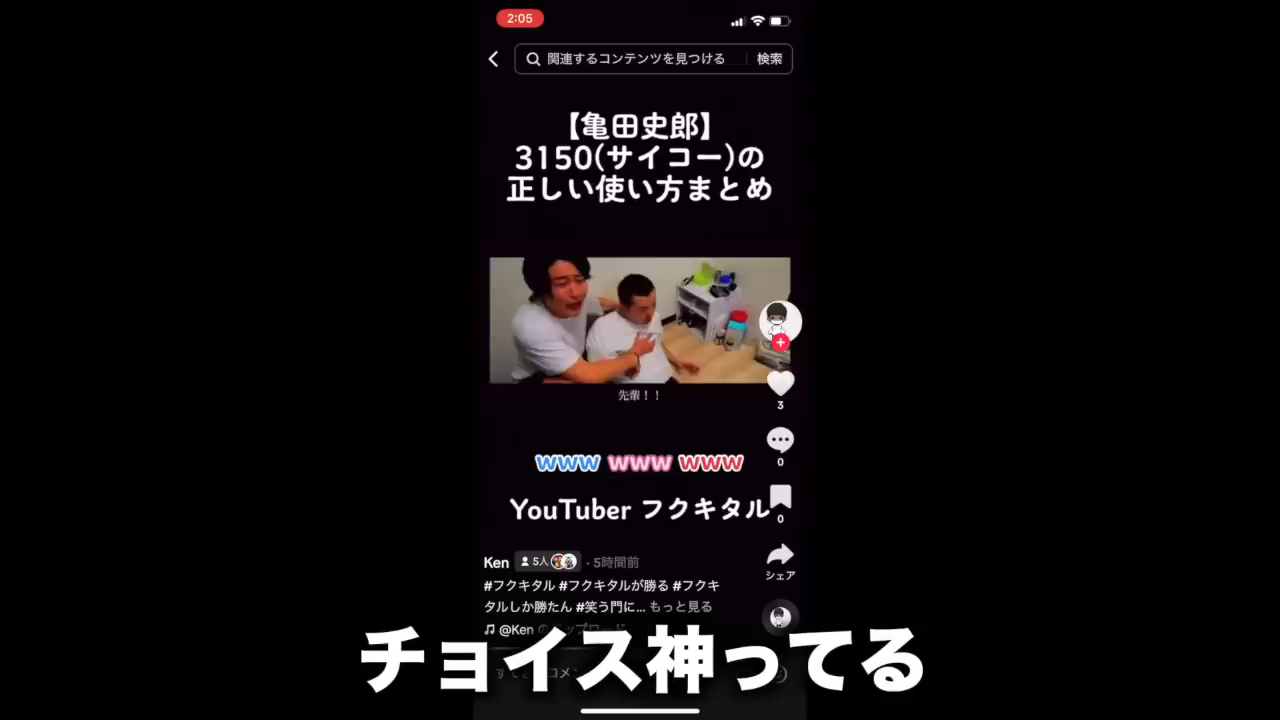 2:05
関連するコンテンツを見つける 検索
【亀田史郎】
3150(サイコー)の
正しい使い方まとめ
先輩！！
3
0
www www www
YouTuber フクキタル
0
Ken 5人 · 5時間前
シェア
#フクキタル #フクキタルが勝る #フクキ
タルしか勝たん #笑う門に... もっと見る
@Ken の
チョイス神ってる